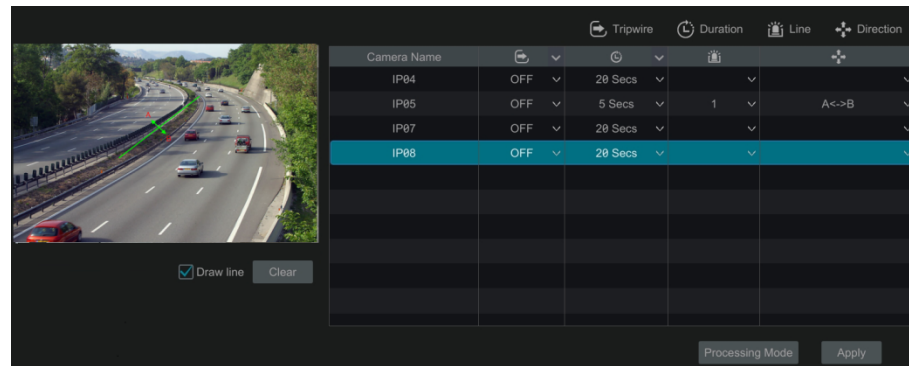 Tripwire Duration Line Direction
Camera Name
IP04 OFF 20 Secs
IP05 OFF 5 Secs 1 A<->B
IP07 OFF 20 Secs
IP08 OFF 20 Secs
Draw line Clear
Processing Mode Apply